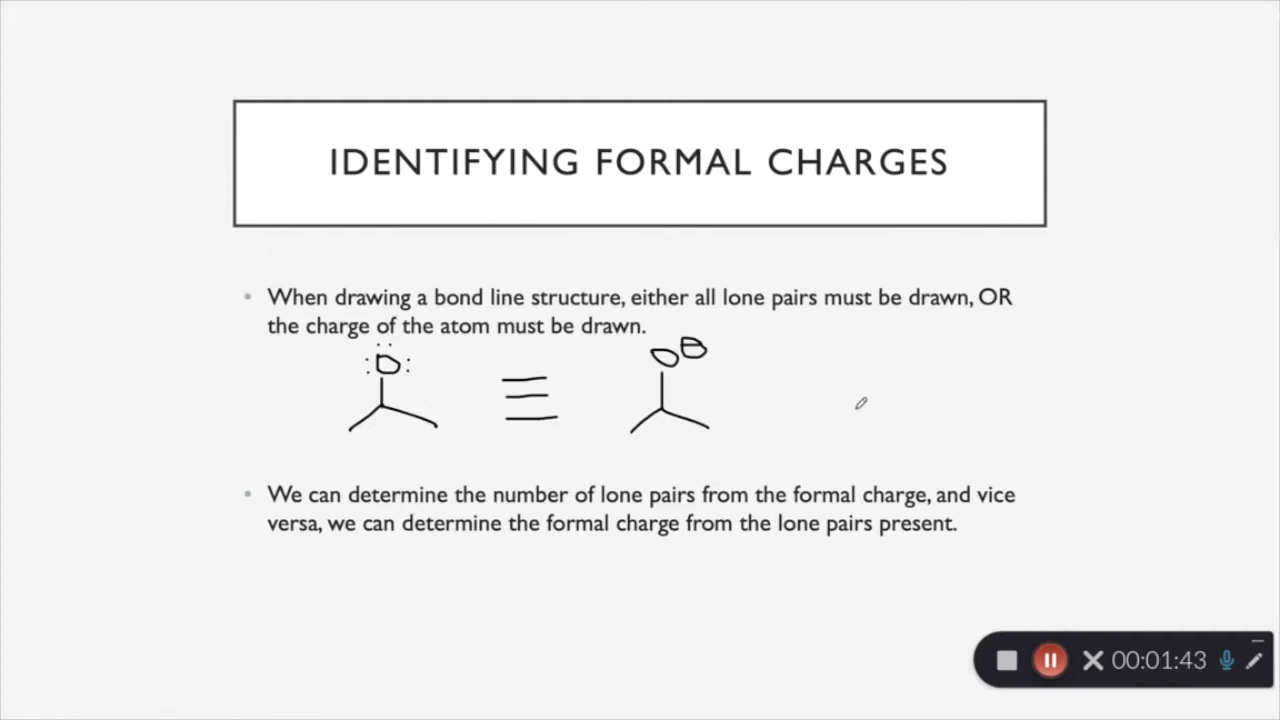 IDENTIFYING FORMAL CHARGES
• When drawing a bond line structure, either all lone pairs must be drawn, OR
the charge of the atom must be drawn.
:O:
≡
O⊖
• We can determine the number of lone pairs from the formal charge, and vice
versa, we can determine the formal charge from the lone pairs present.
00:01:43